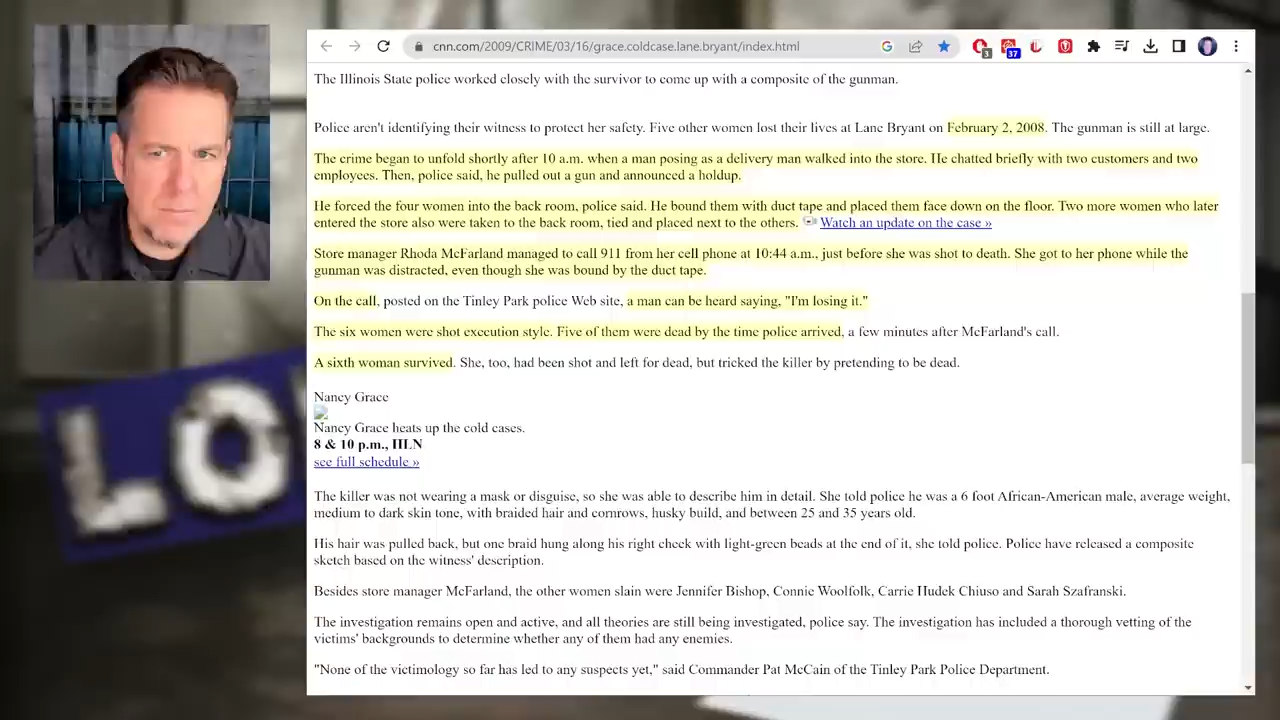 cnn.com/2009/CRIME/03/16/grace.coldcase.lane.bryant/index.html
3
37
The Illinois State police worked closely with the survivor to come up with a composite of the gunman.
Police aren't identifying their witness to protect her safety. Five other women lost their lives at Lane Bryant on February 2, 2008. The gunman is still at large.
The crime began to unfold shortly after 10 a.m. when a man posing as a delivery man walked into the store. He chatted briefly with two customers and two
employees. Then, police said, he pulled out a gun and announced a holdup.
He forced the four women into the back room, police said. He bound them with duct tape and placed them face down on the floor. Two more women who later
entered the store also were taken to the back room, tied and placed next to the others. Watch an update on the case »
Store manager Rhoda McFarland managed to call 911 from her cell phone at 10:44 a.m., just before she was shot to death. She got to her phone while the
gunman was distracted, even though she was bound by the duct tape.
On the call, posted on the Tinley Park police Web site, a man can be heard saying, "I'm losing it."
The six women were shot execution style. Five of them were dead by the time police arrived, a few minutes after McFarland's call.
A sixth woman survived. She, too, had been shot and left for dead, but tricked the killer by pretending to be dead.
Nancy Grace
Nancy Grace heats up the cold cases.
8 & 10 p.m., HLN
see full schedule »
The killer was not wearing a mask or disguise, so she was able to describe him in detail. She told police he was a 6 foot African-American male, average weight,
medium to dark skin tone, with braided hair and cornrows, husky build, and between 25 and 35 years old.
His hair was pulled back, but one braid hung along his right cheek with light-green beads at the end of it, she told police. Police have released a composite
sketch based on the witness' description.
Besides store manager McFarland, the other women slain were Jennifer Bishop, Connie Woolfolk, Carrie Hudek Chiuso and Sarah Szafranski.
The investigation remains open and active, and all theories are still being investigated, police say. The investigation has included a thorough vetting of the
victims' backgrounds to determine whether any of them had any enemies.
"None of the victimology so far has led to any suspects yet," said Commander Pat McCain of the Tinley Park Police Department.
LO